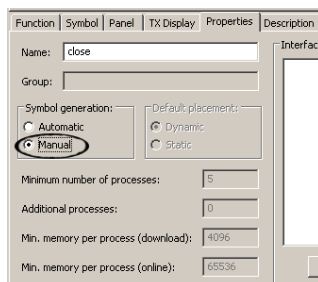 Function Symbol Panel TX Display Properties Description
Name: close
Group:
Symbol generation:
Automatic
Manual
Default placement:
Dynamic
Static
Minimum number of processes: 5
Additional processes: 0
Min. memory per process (download): 4096
Min. memory per process (online): 65536